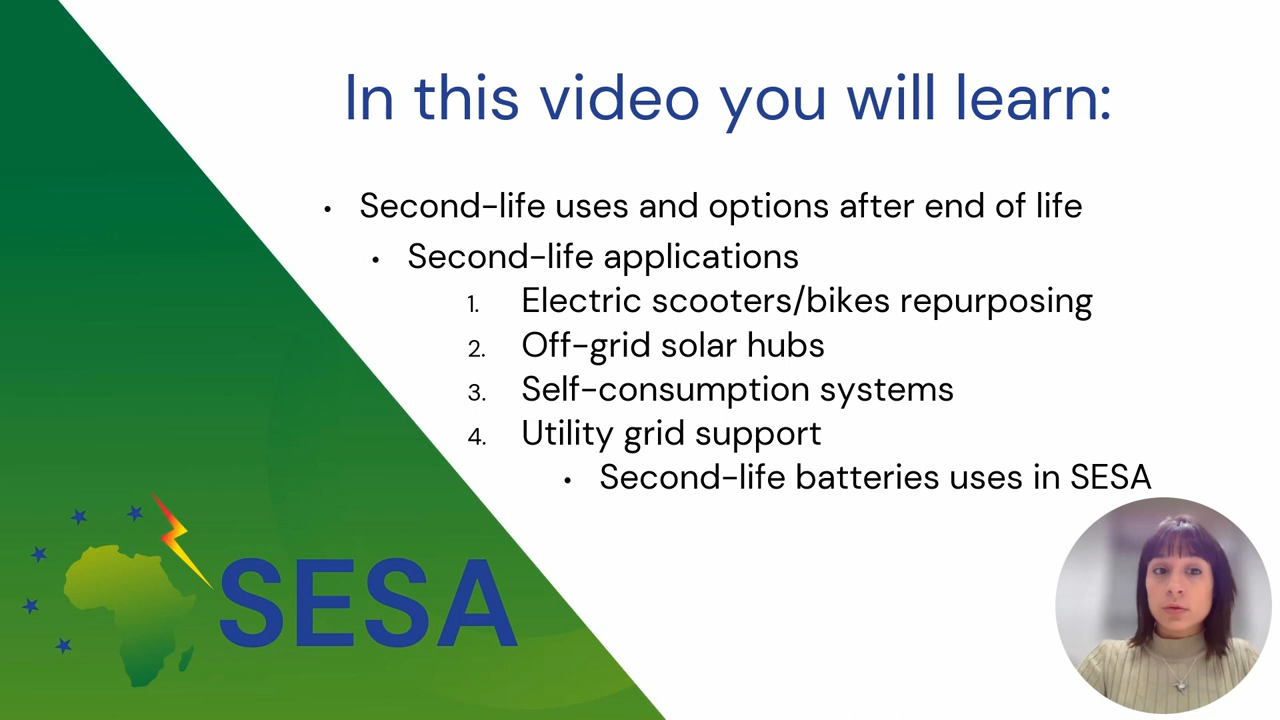 In this video you will learn:
• Second-life uses and options after end of life
• Second-life applications
1. Electric scooters/bikes repurposing
2. Off-grid solar hubs
3. Self-consumption systems
4. Utility grid support
• Second-life batteries uses in SESA
SESA